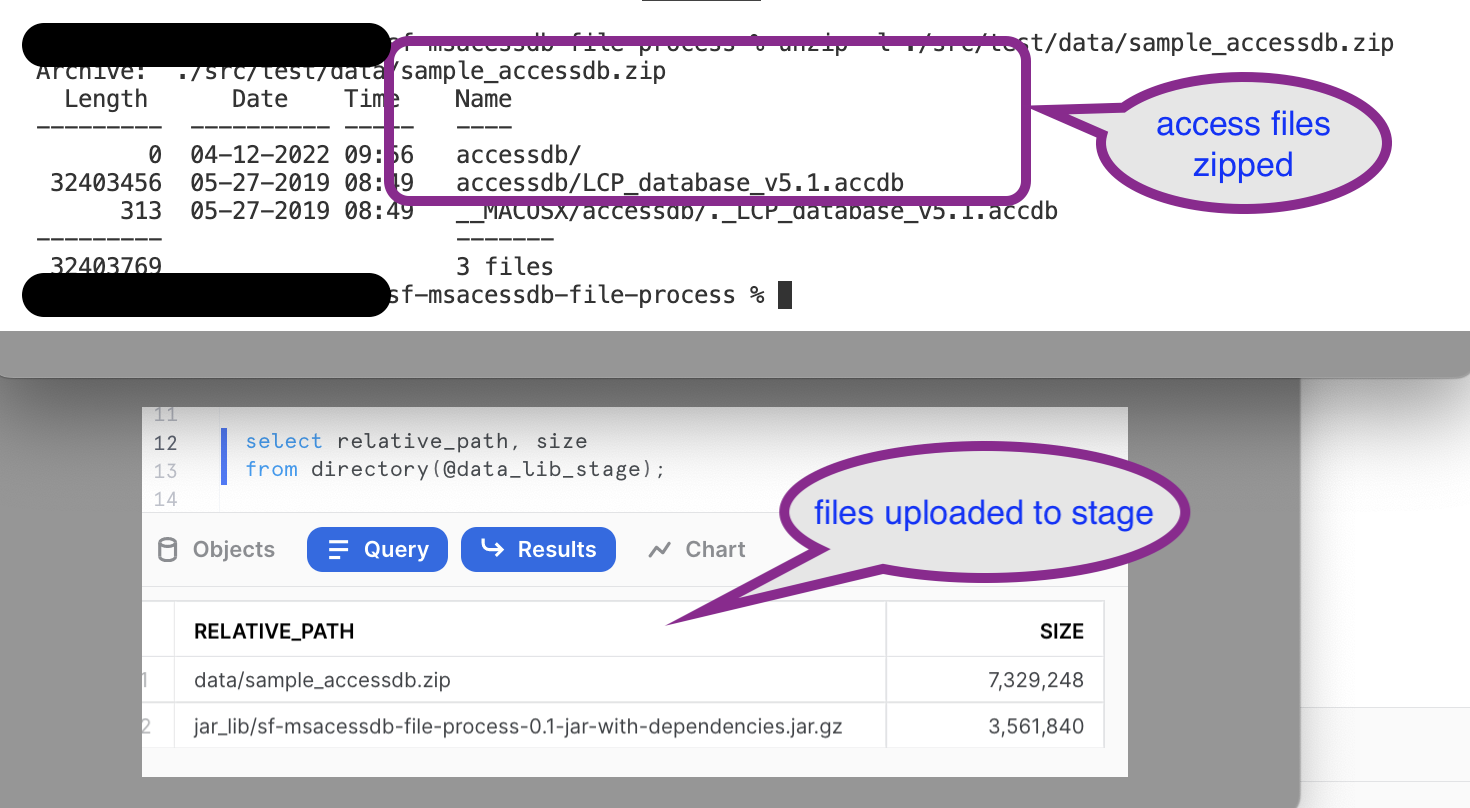 sf-msacessdb-file-process % unzip -l ./src/test/data/sample_accessdb.zip
Archive:  ./src/test/data/sample_accessdb.zip
Length Date Time Name
--------- ---------- ----- ----
0 04-12-2022 09:56 accessdb/
32403456 05-27-2019 08:49 accessdb/LCP_database_v5.1.accdb
313 05-27-2019 08:49 __MACOSX/accessdb/._LCP_database_v5.1.accdb
--------- -------
32403769 3 files
sf-msacessdb-file-process %
access files
zipped
11
12 select relative_path, size
13 from directory(@data_lib_stage);
14
files uploaded to stage
Objects Query Results Chart
RELATIVE_PATH SIZE
1 data/sample_accessdb.zip 7,329,248
2 jar_lib/sf-msacessdb-file-process-0.1-jar-with-dependencies.jar.gz 3,561,840